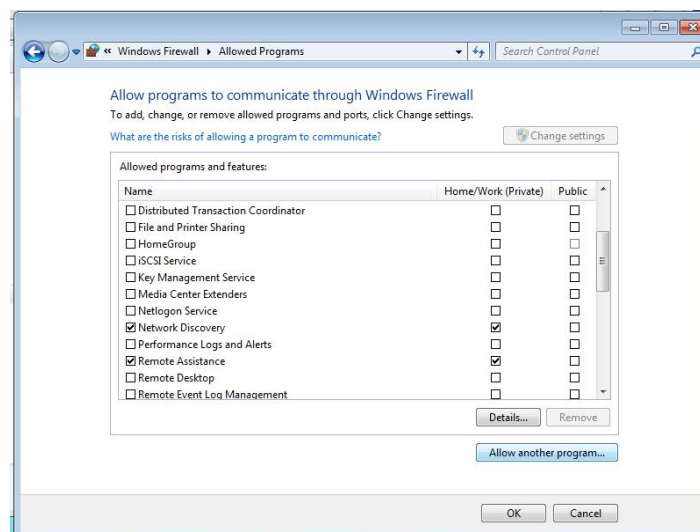 « Windows Firewall ▸ Allowed Programs
Search Control Panel
Allow programs to communicate through Windows Firewall
To add, change, or remove allowed programs and ports, click Change settings.
What are the risks of allowing a program to communicate?
Change settings
Allowed programs and features:
Name Home/Work (Private) Public
Distributed Transaction Coordinator
File and Printer Sharing
HomeGroup
iSCSI Service
Key Management Service
Media Center Extenders
Netlogon Service
Network Discovery
Performance Logs and Alerts
Remote Assistance
Remote Desktop
Remote Event Log Management
Details... Remove
Allow another program...
OK Cancel